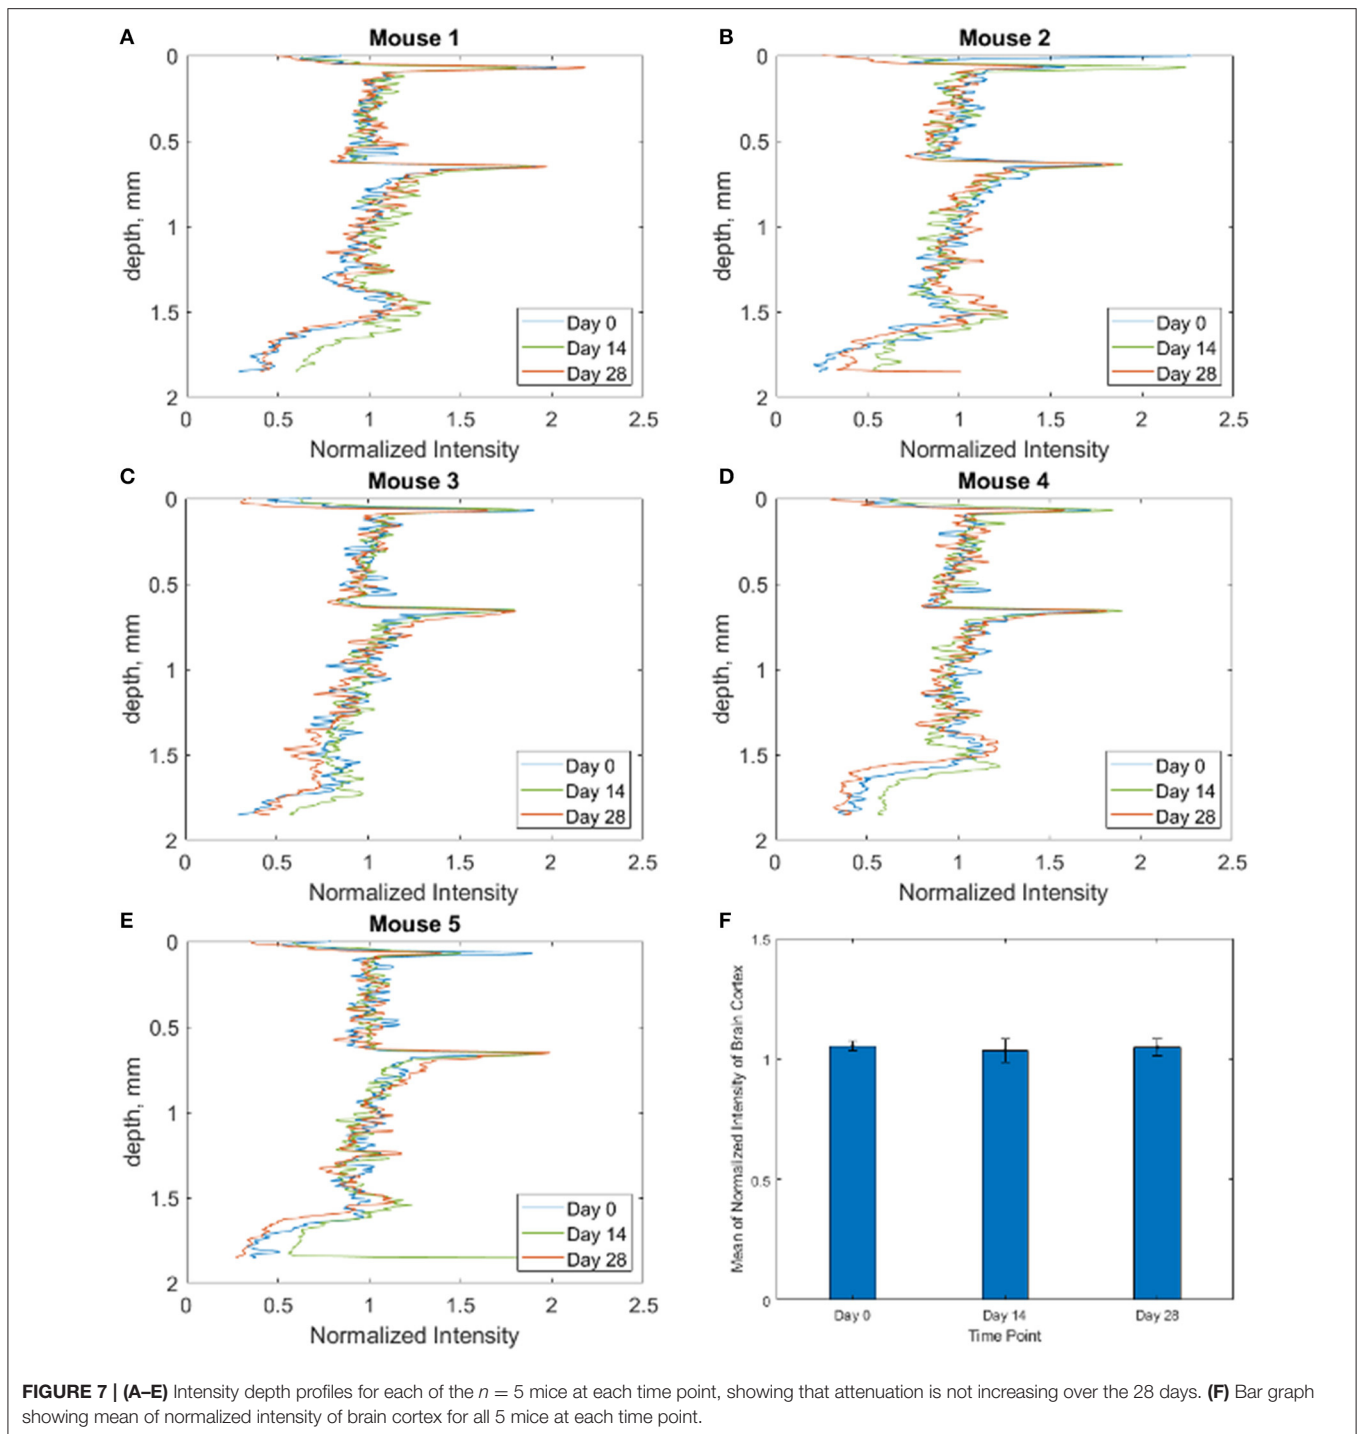 A
Mouse 1
0
0.5
1
1.5
2
depth, mm
Day 0
Day 14
Day 28
0
0.5
1
1.5
2
2.5
Normalized Intensity
B
Mouse 2
0
0.5
1
1.5
2
depth, mm
Day 0
Day 14
Day 28
0
0.5
1
1.5
2
2.5
Normalized Intensity
C
Mouse 3
0
0.5
1
1.5
2
depth, mm
Day 0
Day 14
Day 28
0
0.5
1
1.5
2
2.5
Normalized Intensity
D
Mouse 4
0
0.5
1
1.5
2
depth, mm
Day 0
Day 14
Day 28
0
0.5
1
1.5
2
2.5
Normalized Intensity
E
Mouse 5
0
0.5
1
1.5
2
depth, mm
Day 0
Day 14
Day 28
0
0.5
1
1.5
2
2.5
Normalized Intensity
F
1.5
1
0.5
0
Mean of Normalized Intensity of Brain Cortex
Day 0
Day 14
Day 28
Time Point
FIGURE 7 | (A–E) Intensity depth profiles for each of the n = 5 mice at each time point, showing that attenuation is not increasing over the 28 days. (F) Bar graph
showing mean of normalized intensity of brain cortex for all 5 mice at each time point.